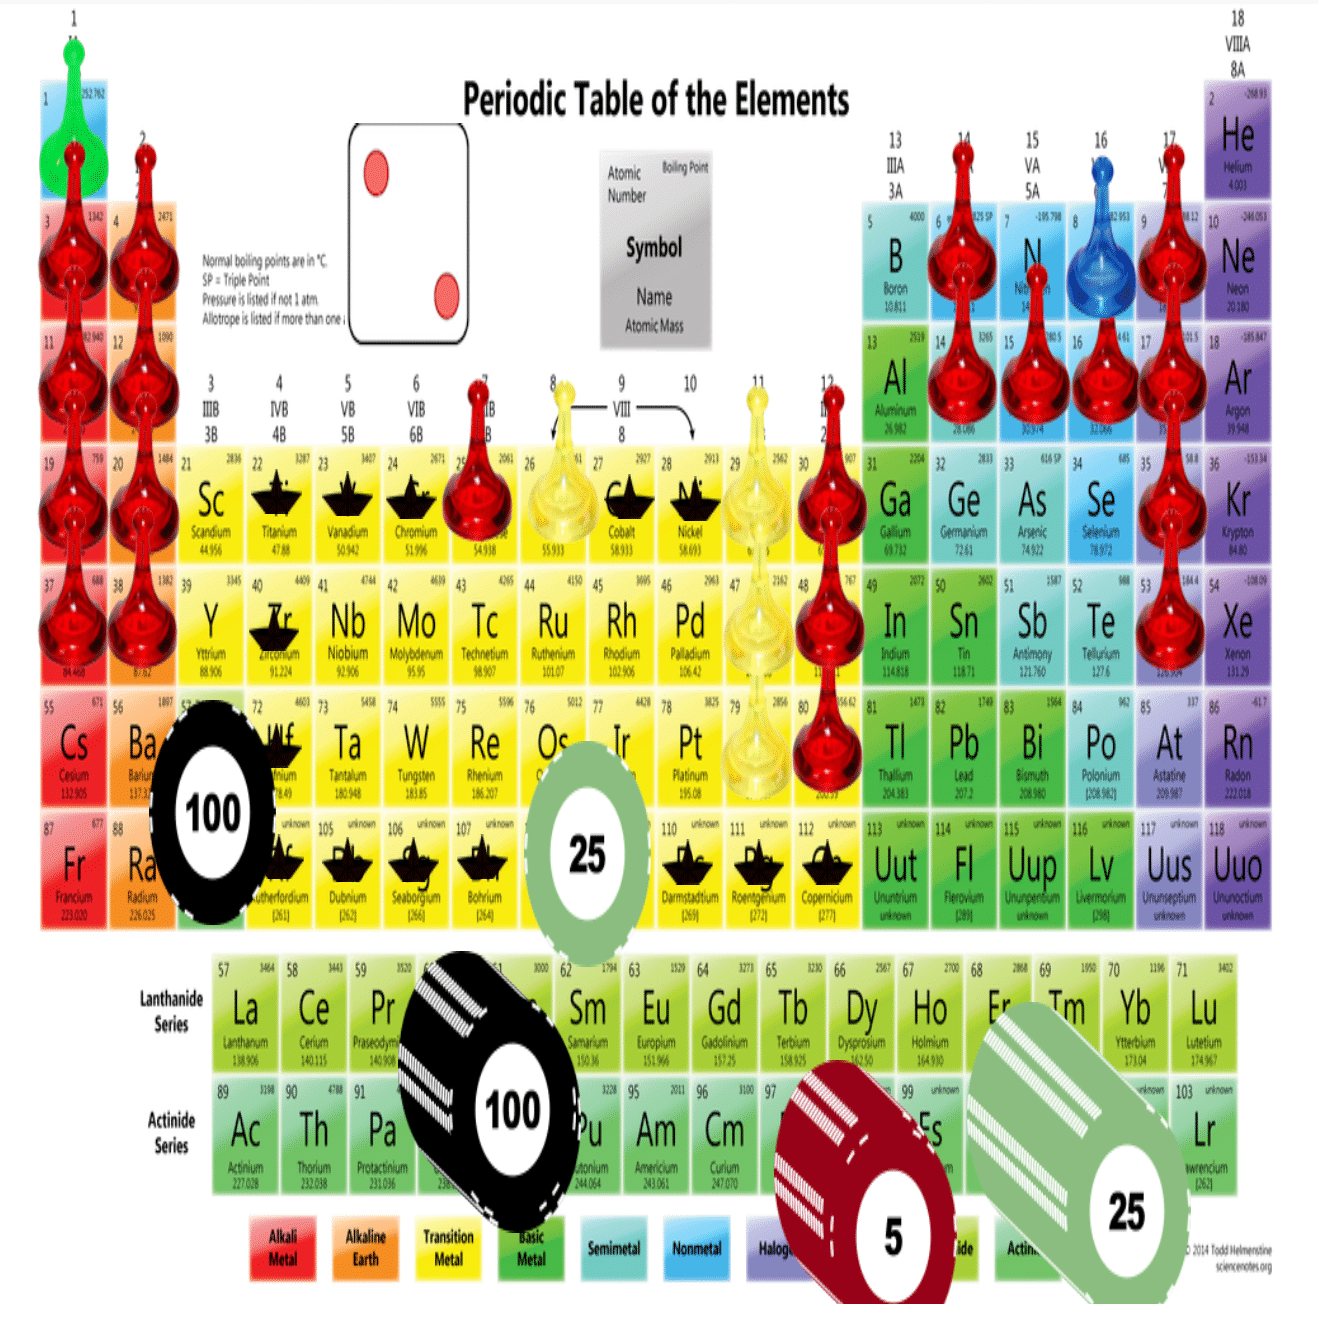 1
18
VIIIA
8A
1
252.762
Periodic Table of the Elements
2
-268.93
He
Helium
4.003
2
13
IIIA
3A
14
15
VA
5A
16
17
Atomic
Number
Boiling Point
Symbol
Name
Atomic Mass
Normal boiling points are in °C.
SP = Triple Point
Pressure is listed if not 1 atm.
Allotrope is listed if more than one
3 1342
4 2471
5 4000 B Boron 10.811
6 825 SP
7 -195.798 N
8
9
10 -246.053 Ne Neon 20.180
11
12 1090
13 2519 Al Aluminum 26.982
14 3265 28.086
15 30.974
16 32.066
17
18 -185.847 Ar Argon 39.948
3 IIIB 3B
4 IVB 4B
5 VB 5B
6 VIB 6B
7
8
9 VIII 8
10
11
12
19 759
20 1484
21 2836 Sc Scandium 44.956
22 3287 Titanium 47.88
23 3407 Vanadium 50.942
24 2671 Chromium 51.996
25 2061 54.938
26 55.933
27 2927 Cobalt 58.933
28 2913 Nickel 58.693
29 2562
30 907
31 2204 Ga Gallium 69.732
32 2833 Ge Germanium 72.61
33 616 SP As Arsenic 74.922
34 685 Se Selenium 78.972
35 58.8
36 -153.34 Kr Krypton 84.80
37 688 84.468
38 1382 87.62
39 3345 Y Yttrium 88.906
40 4409 Zr Zirconium 91.224
41 4744 Nb Niobium 92.906
42 4639 Mo Molybdenum 95.95
43 4265 Tc Technetium 98.907
44 4150 Ru Ruthenium 101.07
45 3695 Rh Rhodium 102.906
46 2963 Pd Palladium 106.42
47 2162
48 767
49 2072 In Indium 114.818
50 2602 Sn Tin 118.71
51 1587 Sb Antimony 121.760
52 988 Te Tellurium 127.6
53 184.4 126.904
54 -108.09 Xe Xenon 131.29
55 671 Cs Cesium 132.905
56 1897 Ba Barium
57
72 4603
73 5458 Ta Tantalum 180.948
74 5555 W Tungsten 183.85
75 5596 Re Rhenium 186.207
76 5012 Os
77 4428 Ir
78 3825 Pt Platinum 195.08
79 2856
80
81 1473 Tl Thallium 204.383
82 1749 Pb Lead 207.2
83 1564 Bi Bismuth 208.980
84 962 Po Polonium [208.982]
85 337 At Astatine 209.987
86 -61.7 Rn Radon 222.018
100
25
87 677 Fr Francium 223.020
88 Ra Radium 226.025
unknown [261]
105 unknown Dubnium [262]
106 unknown Seaborgium [266]
107 unknown Bohrium [264]
110 unknown Darmstadtium [269]
111 unknown Roentgenium [272]
112 unknown Copernicium [277]
113 unknown Uut Ununtrium unknown
114 unknown Fl Flerovium [289]
115 unknown Uup Ununpentium unknown
116 unknown Lv Livermorium [298]
117 unknown Uus Ununseptium unknown
118 unknown Uuo Ununoctium unknown
Lanthanide
Series
57 3464 La Lanthanum 138.906
58 3443 Ce Cerium 140.115
59 3520 Pr
3000
62 1794 Sm Samarium 150.36
63 1529 Eu Europium 151.966
64 3273 Gd Gadolinium 157.25
65 3230 Tb Terbium 158.925
66 2567 Dy Dysprosium 162.50
67 2700 Ho Holmium 164.930
68 2868 Er
69 1950 Tm
70 1196 Yb Ytterbium 173.04
71 3402 Lu Lutetium 174.967
Actinide
Series
89 3198 Ac Actinium 227.028
90 4788 Th Thorium 232.038
91 Pa Protactinium 231.036
3228 Pu 244.064
95 2011 Am Americium 243.061
96 3100 Cm Curium 247.070
97
99 unknown Es
unknown
103 unknown Lr [262]
100
5
25
Alkali
Metal
Alkaline
Earth
Transition
Metal
Basic
Metal
Semimetal
Nonmetal
© 2014 Todd Helmenstine
sciencenotes.org